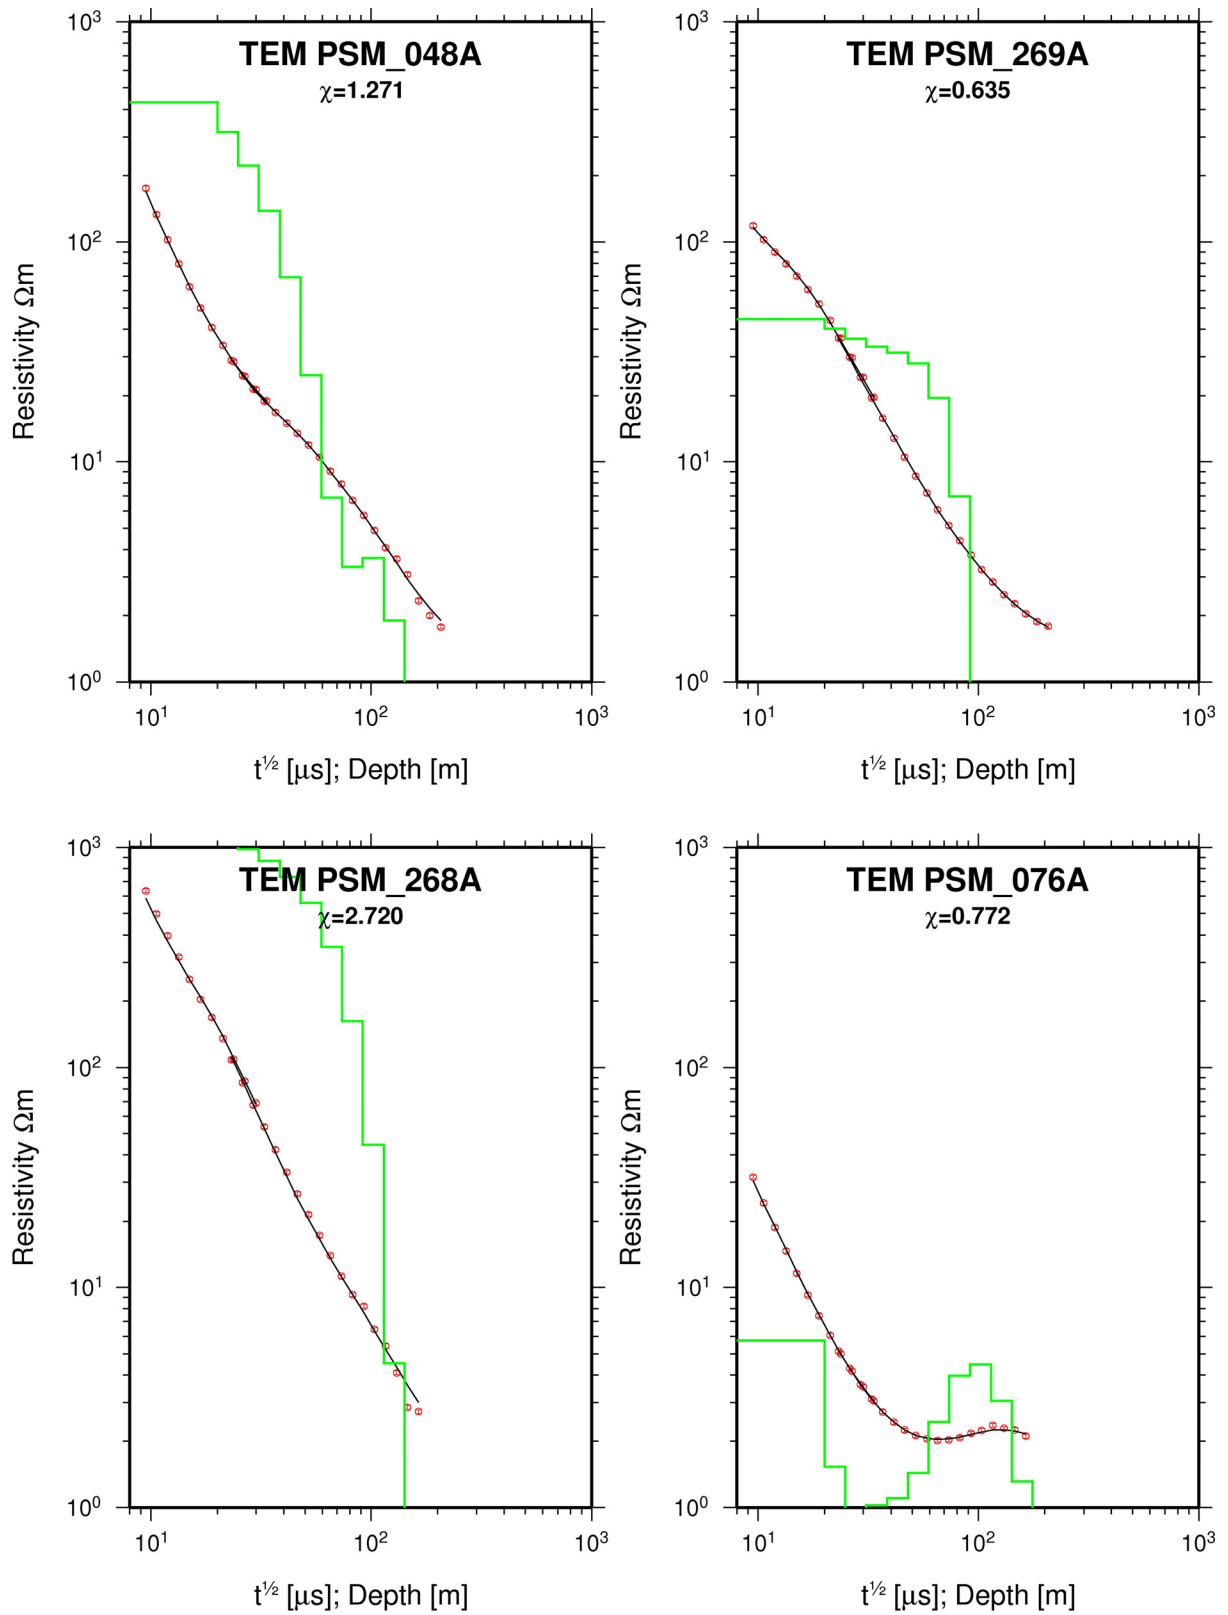 TEM PSM_048A
χ=1.271
10³
10²
10¹
10⁰
Resistivity Ωm
10¹ 10² 10³
t½ [μs]; Depth [m]
TEM PSM_269A
χ=0.635
10³
10²
10¹
10⁰
Resistivity Ωm
10¹ 10² 10³
t½ [μs]; Depth [m]
TEM PSM_268A
χ=2.720
10³
10²
10¹
10⁰
Resistivity Ωm
10¹ 10² 10³
t½ [μs]; Depth [m]
TEM PSM_076A
χ=0.772
10³
10²
10¹
10⁰
Resistivity Ωm
10¹ 10² 10³
t½ [μs]; Depth [m]